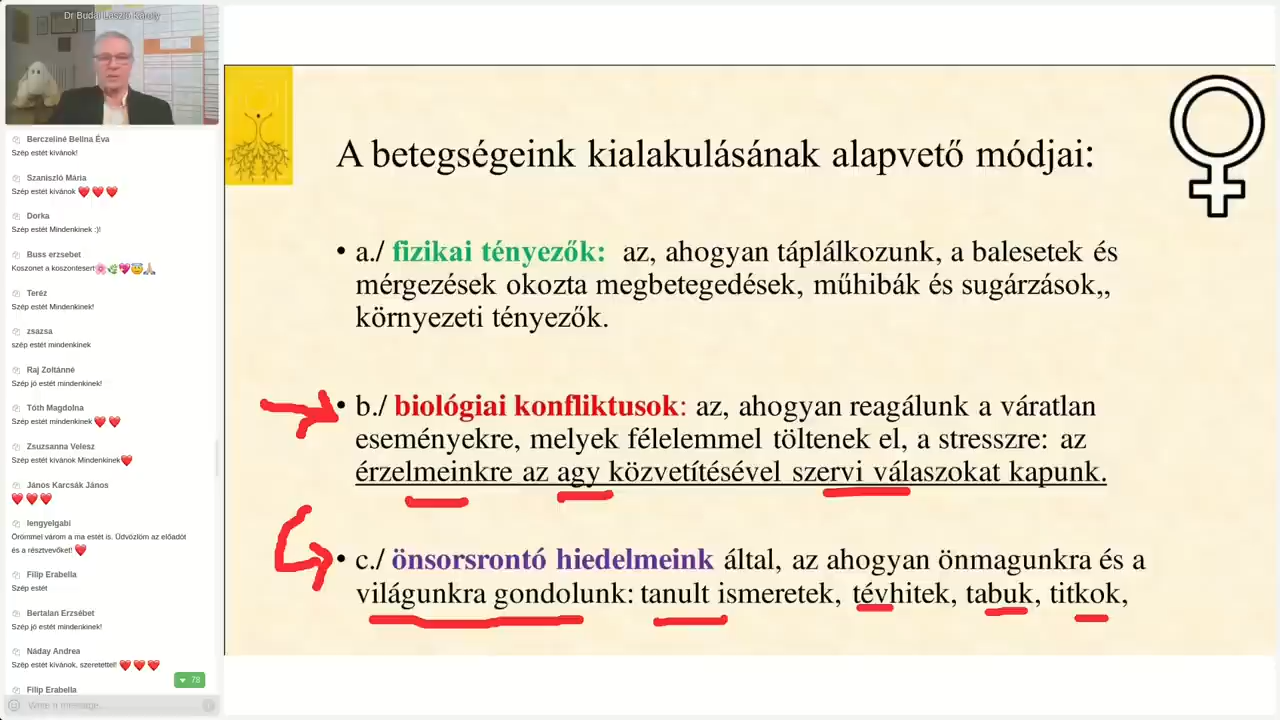 Dr Budai László Károly
Berczeliné Bellna Éva
Szép estét kívánok!
Szaniszló Mária
Szép estét kívánok
Dorka
Szép estét Mindenkinek :)!
Buss erzsebet
Koszonet a koszontesert
Teréz
Szép estét Mindenkinek!
zsazsa
szép estét mindenkinek
Raj Zoltánné
Szép jó estét mindenkinek!
Tóth Magdolna
Szép estét mindenkinek
Zsuzsanna Velesz
Szép estét kívánok Mindenkinek
János Karcsák János
lengyelgabi
Örömmel várom a ma estét is. Üdvözlöm az előadót
és a résztvevőket!
Filip Erabella
Szép estét
Bertalan Erzsébet
Szép jó estét mindenkinek!
Náday Andrea
Szép estét kívánok, szeretettel!
78
Filip Erabella
Write a message...
A betegségeink kialakulásának alapvető módjai:
• a./ fizikai tényezők: az, ahogyan táplálkozunk, a balesetek és
mérgezések okozta megbetegedések, műhibák és sugárzások,,
környezeti tényezők.
• b./ biológiai konfliktusok: az, ahogyan reagálunk a váratlan
eseményekre, melyek félelemmel töltenek el, a stresszre: az
érzelmeinkre az agy közvetítésével szervi válaszokat kapunk.
• c./ önsorsrontó hiedelmeink által, az ahogyan önmagunkra és a
világunkra gondolunk: tanult ismeretek, tévhitek, tabuk, titkok,